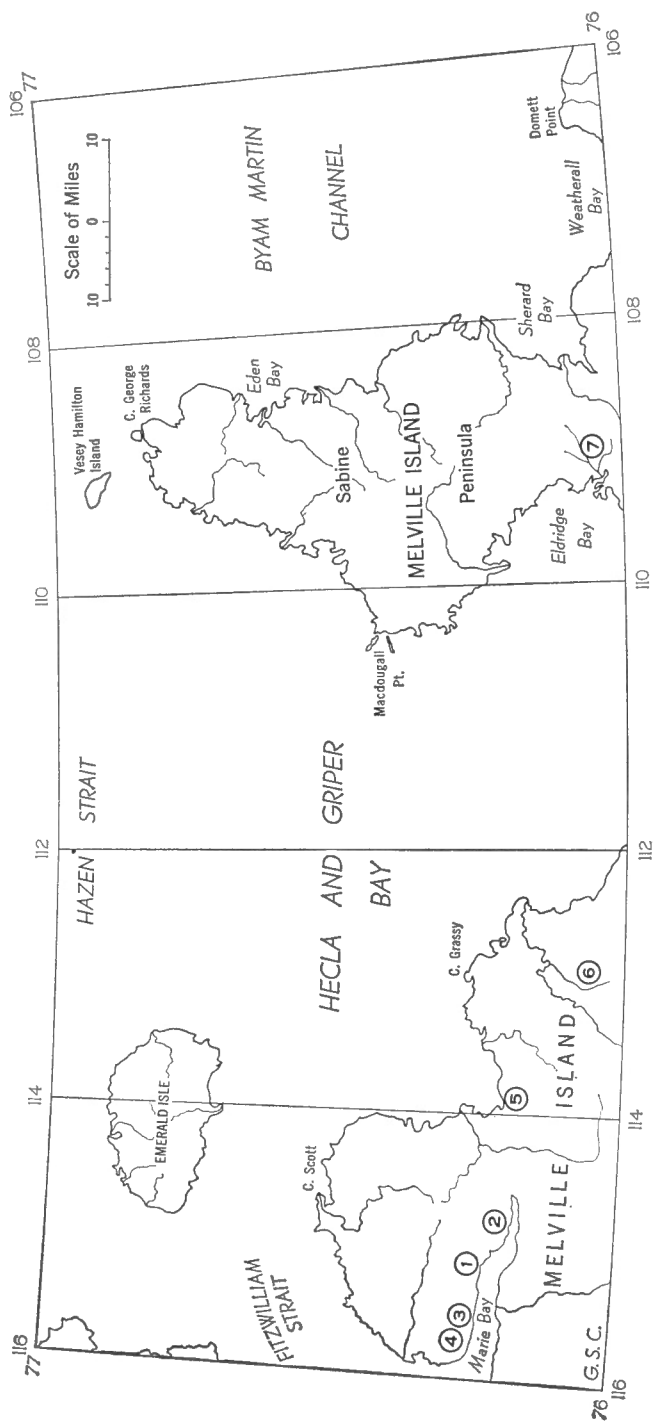 116
77
114
112
110
108
106
77
Vesey Hamilton
Island
C. George
Richards
Scale of Miles
10 0 10
HAZEN STRAIT
EMERALD ISLE
FITZWILLIAM
STRAIT
C. Scott
HECLA AND GRIPER
BAY
Eden
Bay
Sabine
BYAM MARTIN
CHANNEL
Macdougall
Pt.
MELVILLE ISLAND
Peninsula
C. Grassy
4
3
1
2
5
6
7
Marie Bay
MELVILLE
ISLAND
Eldridge
Bay
Sherard
Bay
Weatherall
Bay
Domett
Point
G.S.C.
76
116
114
112
110
108
76
106